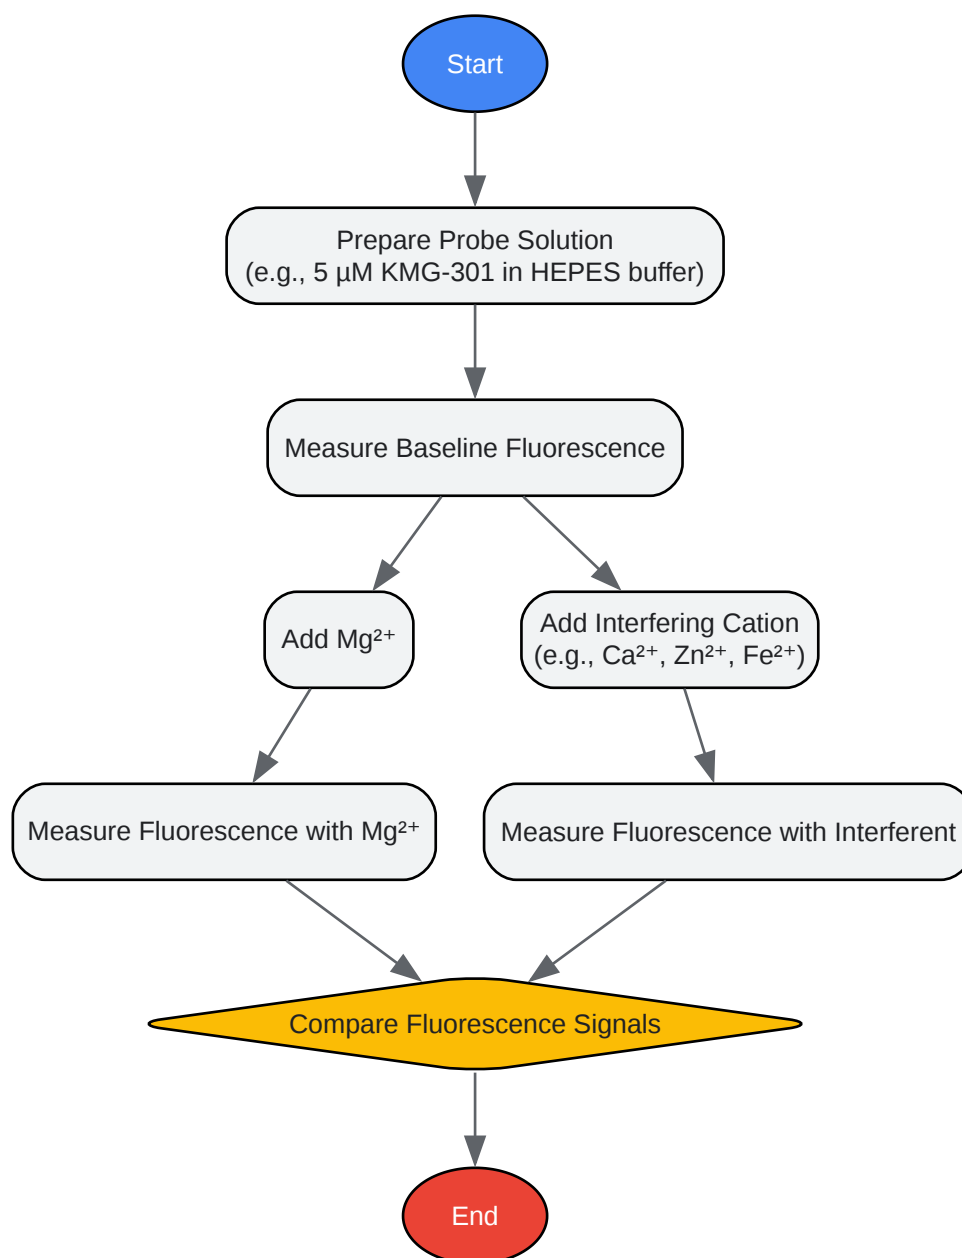 Start
Prepare Probe Solution
(e.g., 5 µM KMG-301 in HEPES buffer)
Measure Baseline Fluorescence
Add Mg²⁺
Add Interfering Cation
(e.g., Ca²⁺, Zn²⁺, Fe²⁺)
Measure Fluorescence with Mg²⁺
Measure Fluorescence with Interferent
Compare Fluorescence Signals
End